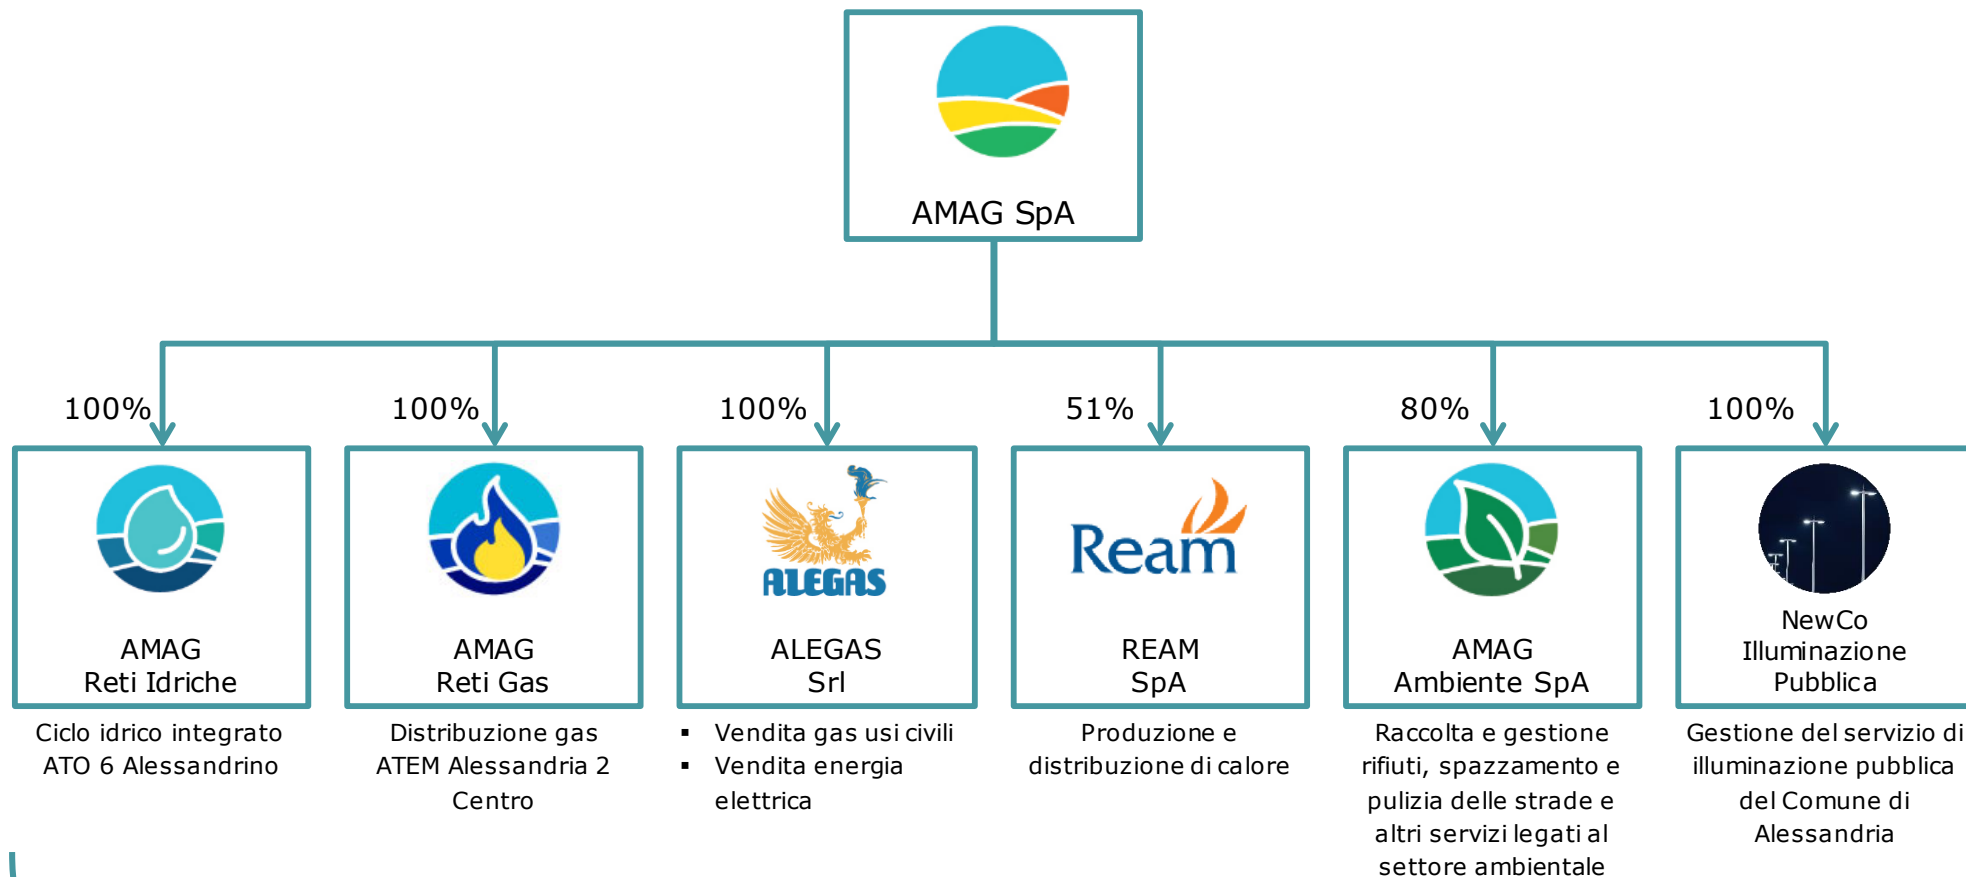 AMAG SpA
100%
100%
100%
51%
80%
100%
ALEGAS
Ream
AMAG
Reti Idriche
AMAG
Reti Gas
ALEGAS
Srl
REAM
SpA
AMAG
Ambiente SpA
NewCo
Illuminazione
Pubblica
Ciclo idrico integrato
ATO 6 Alessandrino
Distribuzione gas
ATEM Alessandria 2
Centro
▪ Vendita gas usi civili
▪ Vendita energia
elettrica
Produzione e
distribuzione di calore
Raccolta e gestione
rifiuti, spazzamento e
pulizia delle strade e
altri servizi legati al
settore ambientale
Gestione del servizio di
illuminazione pubblica
del Comune di
Alessandria